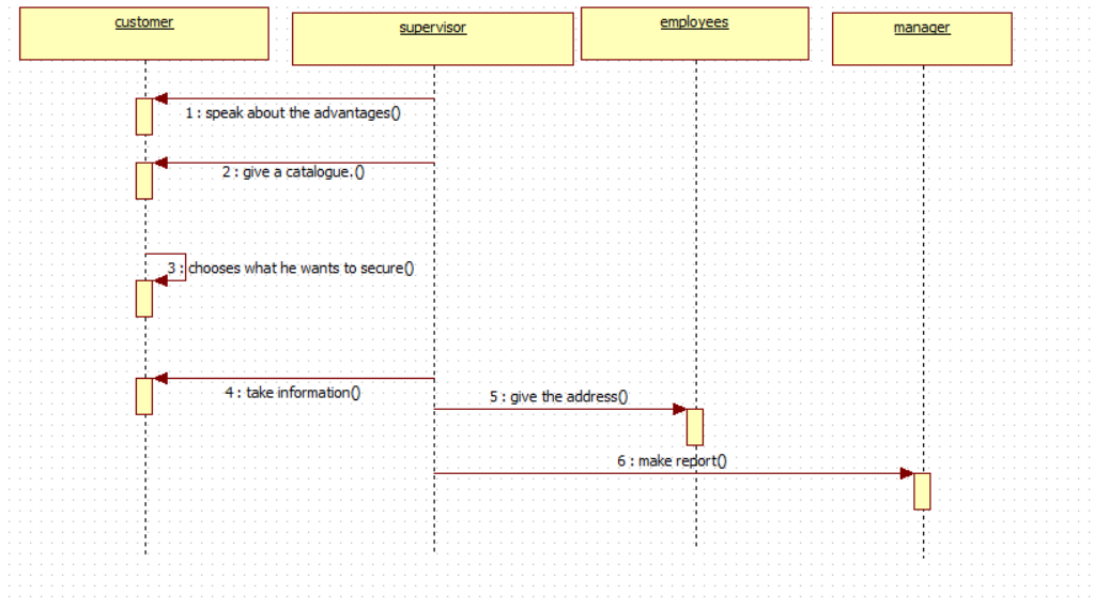 customer
supervisor
employees
manager
1 : speak about the advantages()
2 : give a catalogue.()
3 : chooses what he wants to secure()
4 : take information()
5 : give the address()
6 : make report()